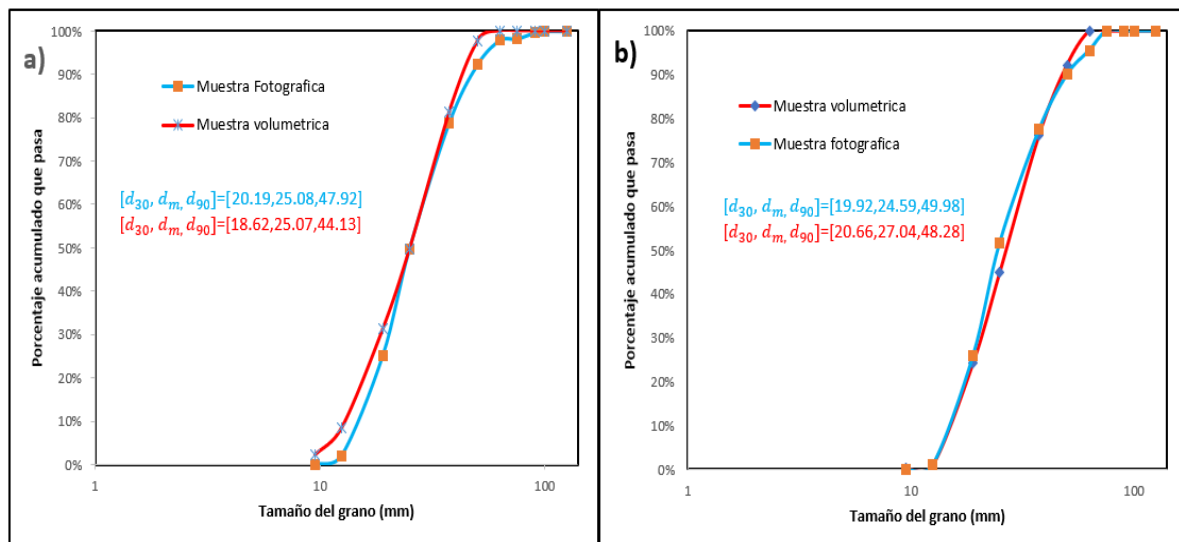 a)
Porcentaje acumulado que pasa
100%
90%
80%
70%
60%
50%
40%
30%
20%
10%
0%
Muestra Fotografica
Muestra volumetrica
[d30, dm, d90]=[20.19,25.08,47.92]
[d30, dm, d90]=[18.62,25.07,44.13]
1
10
100
Tamaño del grano (mm)
b)
Porcentaje acumulado que pasa
100%
90%
80%
70%
60%
50%
40%
30%
20%
10%
0%
Muestra volumetrica
Muestra fotografica
[d30, dm, d90]=[19.92,24.59,49.98]
[d30, dm, d90]=[20.66,27.04,48.28]
1
10
100
Tamaño del grano (mm)